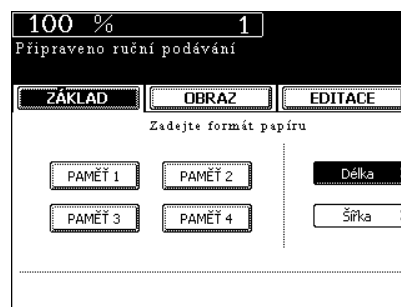 100 % 1
Připraveno ruční podávání
ZÁKLAD OBRAZ EDITACE
Zadejte formát papíru
PAMĚŤ 1 PAMĚŤ 2 Délka
PAMĚŤ 3 PAMĚŤ 4 Šířka